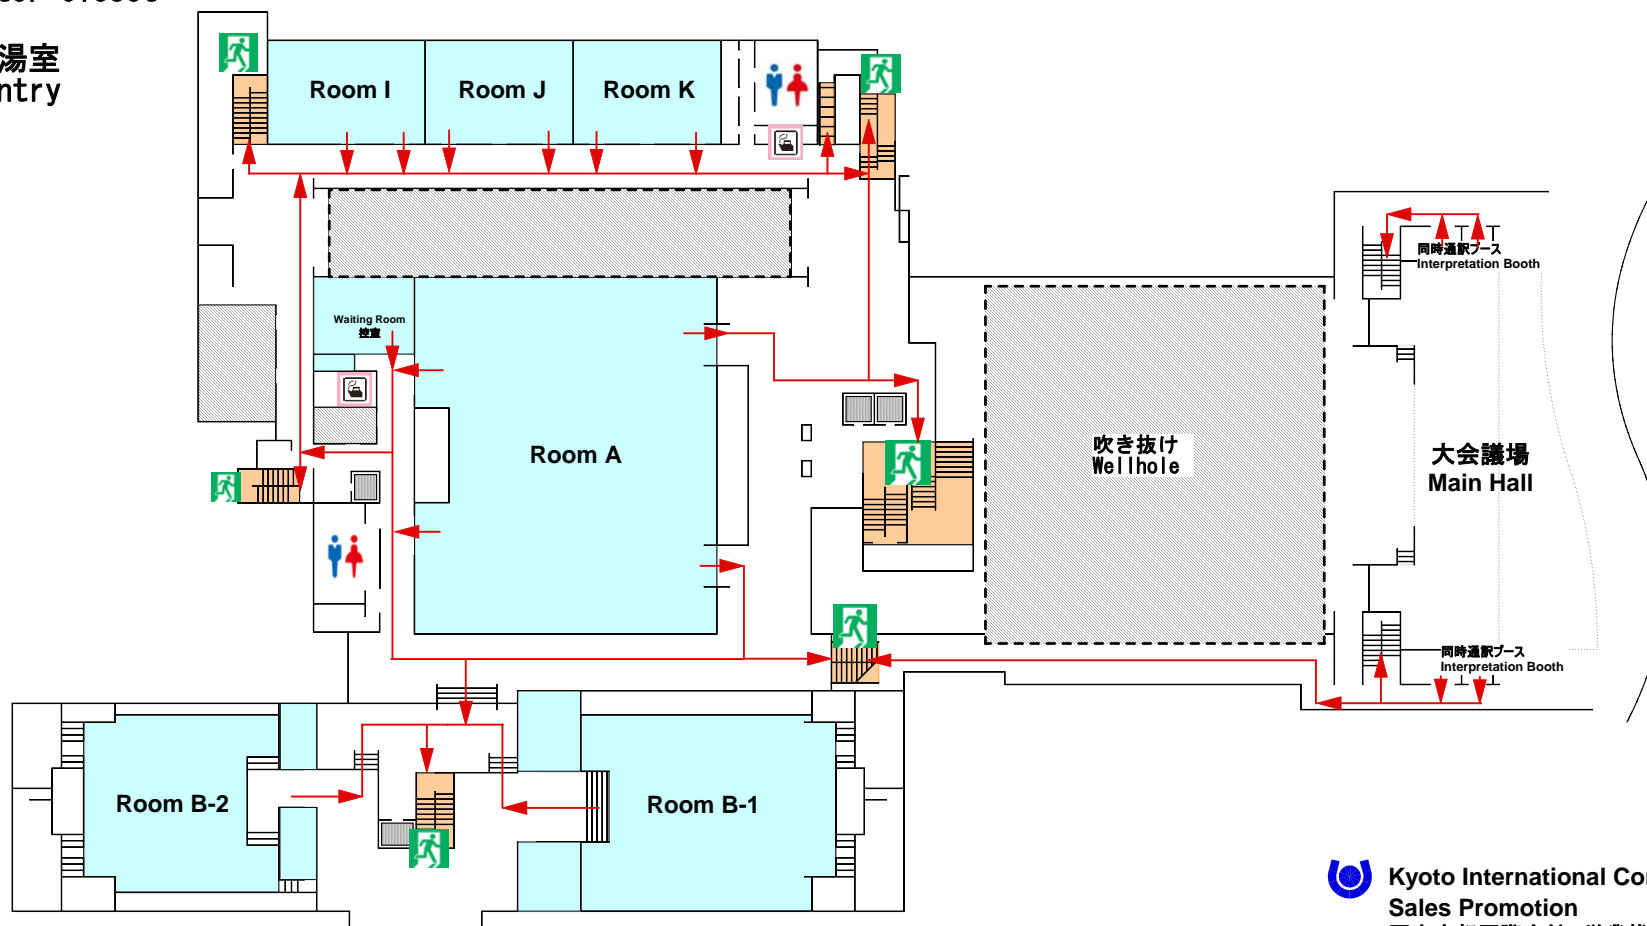 湯室
ntry
Room I
Room J
Room K
同時通訳ブース
Interpretation Booth
Waiting Room
控室
吹き抜け
Wellhole
Room A
大会議場
Main Hall
同時通訳ブース
Interpretation Booth
Room B-2
Room B-1
Kyoto International Co
Sales Promotion